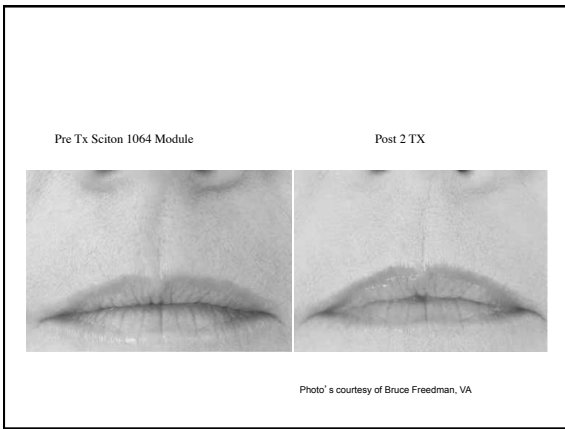 Pre Tx Sciton 1064 Module
Post 2 TX
Photo's courtesy of Bruce Freedman, VA